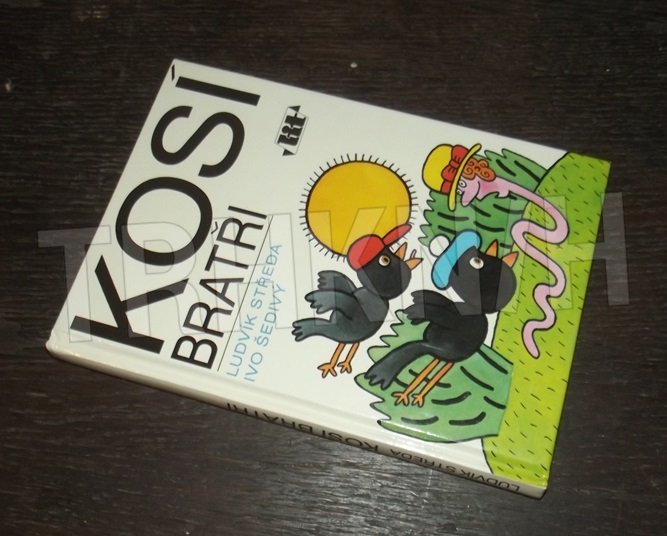 KOSÍ
BRATŘI
LUDVÍK STŘEDA
IVO ŠEDIVÝ
LUDVÍK STŘEDA KOSÍ BRATŘI